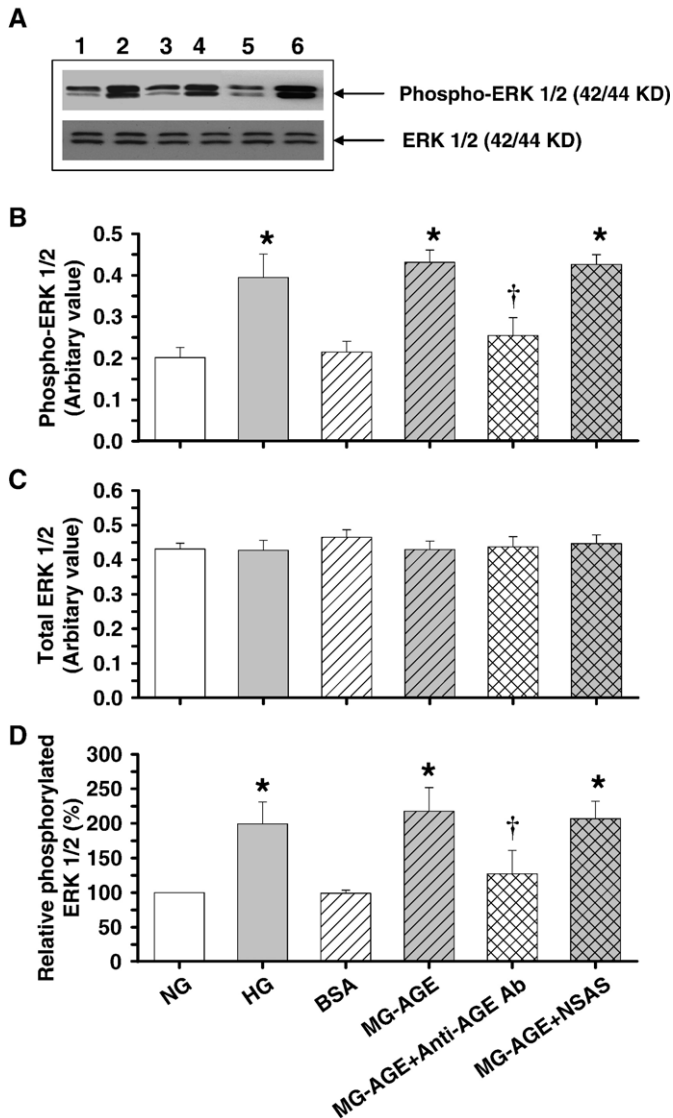 A
1 2 3 4 5 6
Phospho-ERK 1/2 (42/44 KD)
ERK 1/2 (42/44 KD)
B
Phospho-ERK 1/2
(Arbitary value)
0.5
0.4
0.3
0.2
0.1
0.0
* * † *
C
Total ERK 1/2
(Arbitary value)
0.6
0.5
0.4
0.3
0.2
0.1
0.0
D
Relative phosphorylated
ERK 1/2 (%)
300
250
200
150
100
50
0
* * † *
NG
HG
BSA
MG-AGE
MG-AGE+Anti-AGE Ab
MG-AGE+NSAS